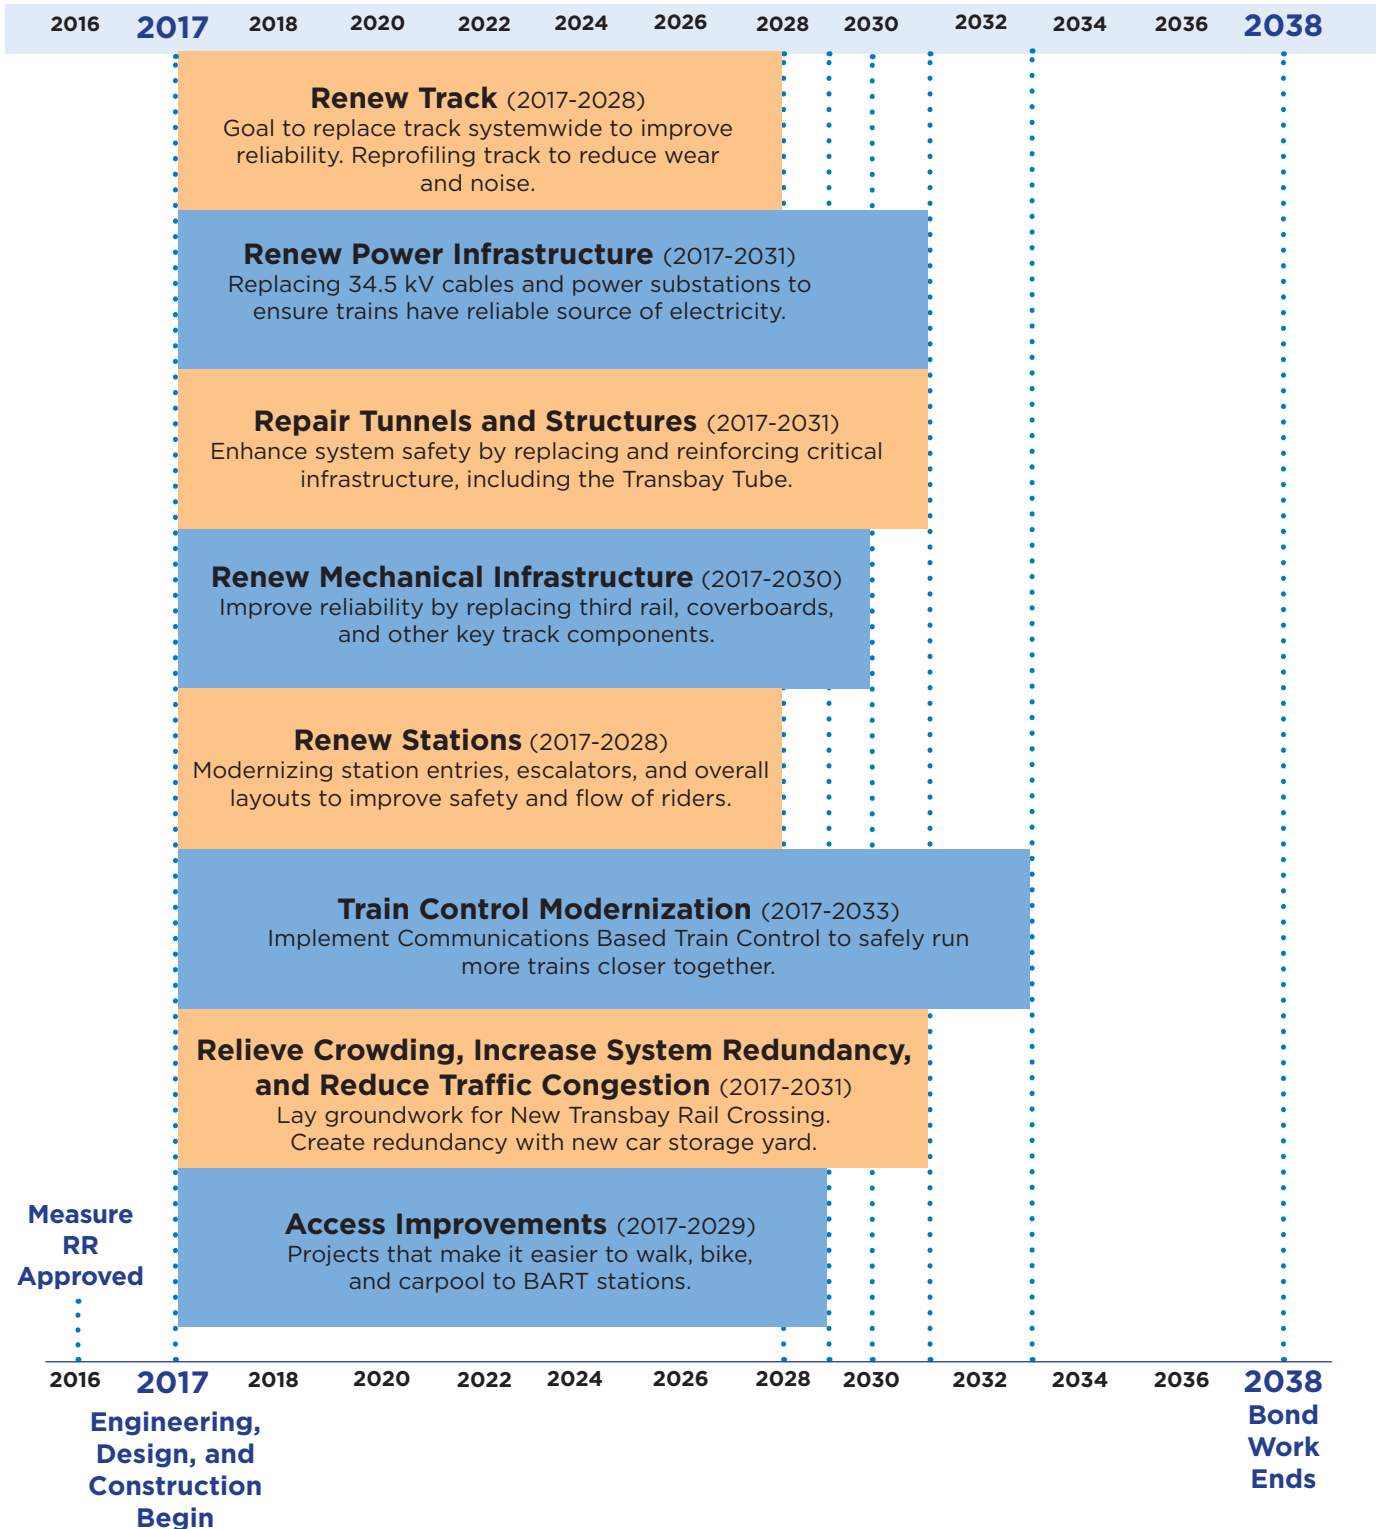 2016 2017 2018 2020 2022 2024 2026 2028 2030 2032 2034 2036 2038
Renew Track (2017-2028)
Goal to replace track systemwide to improve
reliability. Reprofiling track to reduce wear
and noise.
Renew Power Infrastructure (2017-2031)
Replacing 34.5 kV cables and power substations to
ensure trains have reliable source of electricity.
Repair Tunnels and Structures (2017-2031)
Enhance system safety by replacing and reinforcing critical
infrastructure, including the Transbay Tube.
Renew Mechanical Infrastructure (2017-2030)
Improve reliability by replacing third rail, coverboards,
and other key track components.
Renew Stations (2017-2028)
Modernizing station entries, escalators, and overall
layouts to improve safety and flow of riders.
Train Control Modernization (2017-2033)
Implement Communications Based Train Control to safely run
more trains closer together.
Relieve Crowding, Increase System Redundancy,
and Reduce Traffic Congestion (2017-2031)
Lay groundwork for New Transbay Rail Crossing.
Create redundancy with new car storage yard.
Access Improvements (2017-2029)
Projects that make it easier to walk, bike,
and carpool to BART stations.
Measure
RR
Approved
2016 2017 2018 2020 2022 2024 2026 2028 2030 2032 2034 2036 2038
Engineering,
Design, and
Construction
Begin
Bond
Work
Ends